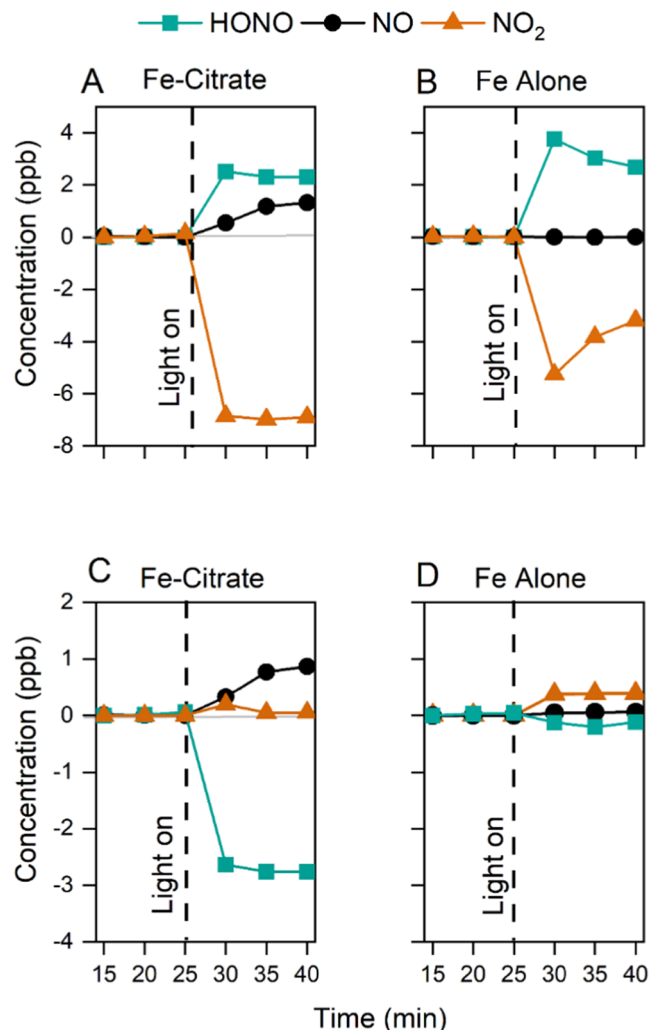 HONO NO NO₂
A Fe-Citrate
B Fe Alone
Concentration (ppb)
4
2
0
-2
-4
-6
-8
Light on
Light on
C Fe-Citrate
D Fe Alone
Concentration (ppb)
2
1
0
-1
-2
-3
-4
Light on
Light on
15 20 25 30 35 40
15 20 25 30 35 40
Time (min)